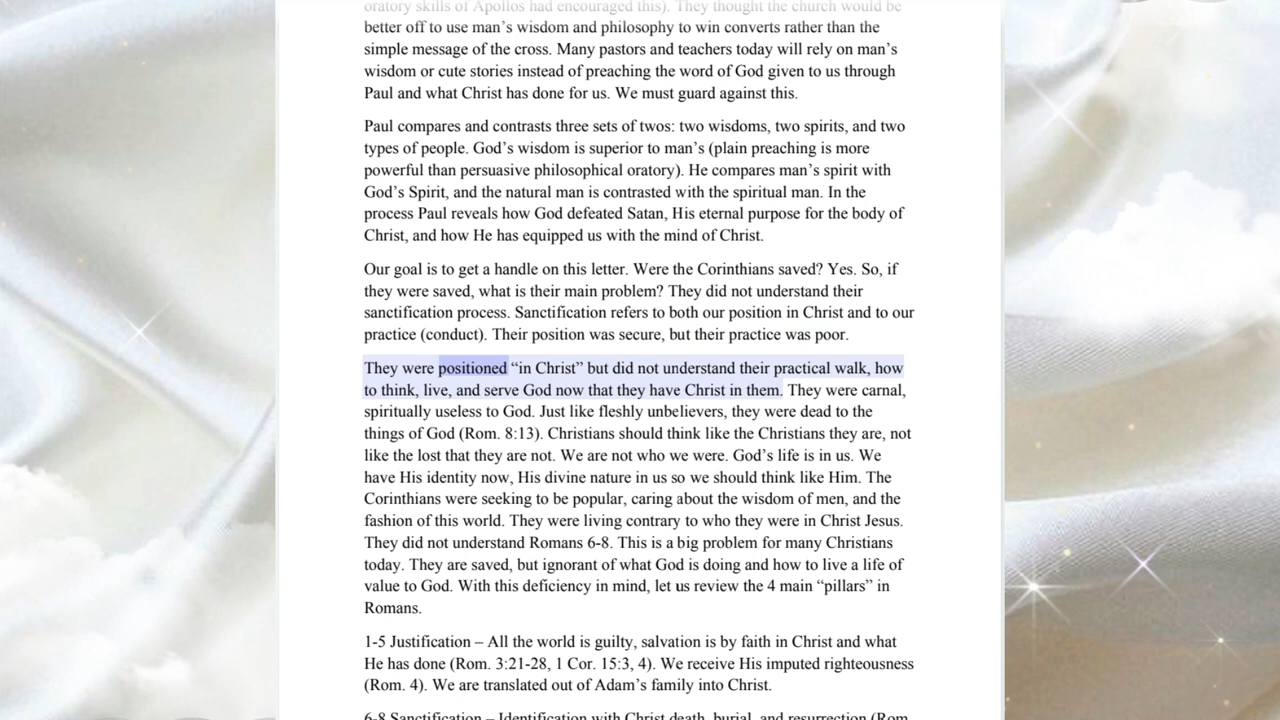 oratory skills of Apollos had encouraged this). They thought the church would be
better off to use man’s wisdom and philosophy to win converts rather than the
simple message of the cross. Many pastors and teachers today will rely on man’s
wisdom or cute stories instead of preaching the word of God given to us through
Paul and what Christ has done for us. We must guard against this.
Paul compares and contrasts three sets of twos: two wisdoms, two spirits, and two
types of people. God’s wisdom is superior to man’s (plain preaching is more
powerful than persuasive philosophical oratory). He compares man’s spirit with
God’s Spirit, and the natural man is contrasted with the spiritual man. In the
process Paul reveals how God defeated Satan, His eternal purpose for the body of
Christ, and how He has equipped us with the mind of Christ.
Our goal is to get a handle on this letter. Were the Corinthians saved? Yes. So, if
they were saved, what is their main problem? They did not understand their
sanctification process. Sanctification refers to both our position in Christ and to our
practice (conduct). Their position was secure, but their practice was poor.
They were positioned “in Christ” but did not understand their practical walk, how
to think, live, and serve God now that they have Christ in them. They were carnal,
spiritually useless to God. Just like fleshly unbelievers, they were dead to the
things of God (Rom. 8:13). Christians should think like the Christians they are, not
like the lost that they are not. We are not who we were. God’s life is in us. We
have His identity now, His divine nature in us so we should think like Him. The
Corinthians were seeking to be popular, caring about the wisdom of men, and the
fashion of this world. They were living contrary to who they were in Christ Jesus.
They did not understand Romans 6-8. This is a big problem for many Christians
today. They are saved, but ignorant of what God is doing and how to live a life of
value to God. With this deficiency in mind, let us review the 4 main “pillars” in
Romans.
1-5 Justification – All the world is guilty, salvation is by faith in Christ and what
He has done (Rom. 3:21-28, 1 Cor. 15:3, 4). We receive His imputed righteousness
(Rom. 4). We are translated out of Adam’s family into Christ.
6-8 Sanctification – Identification with Christ death, burial, and resurrection (Rom.